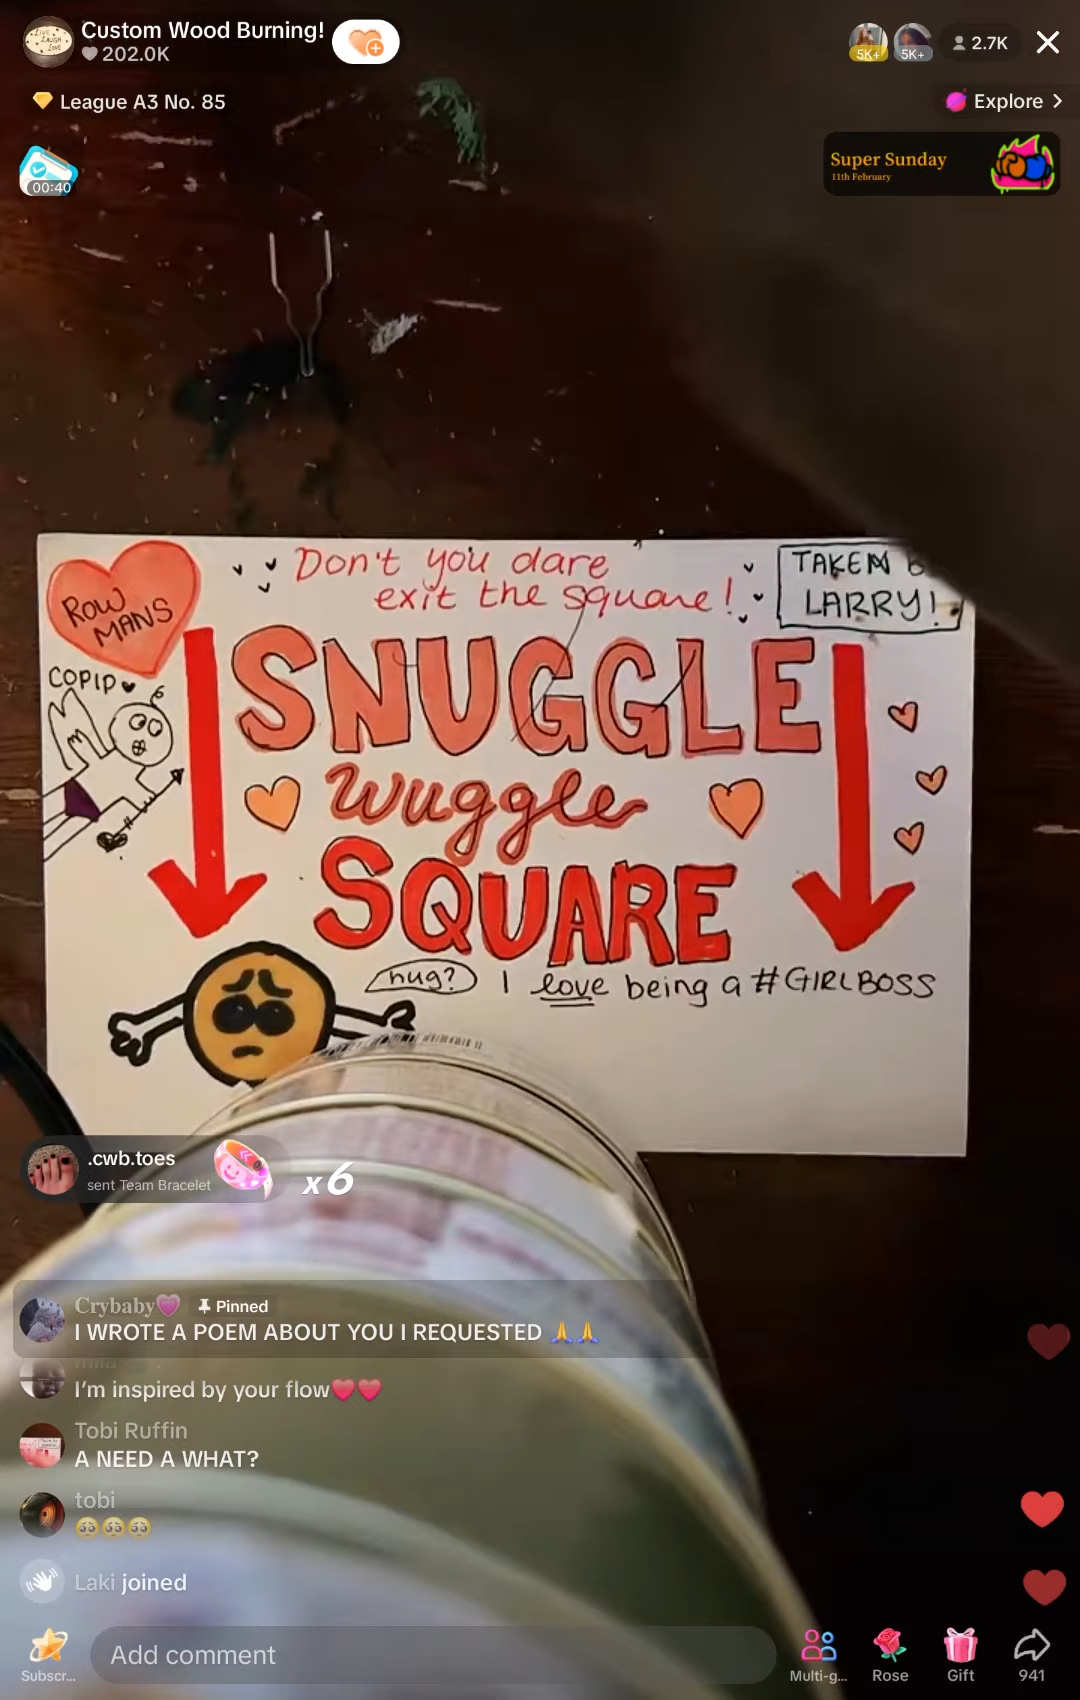 Custom Wood Burning!
202.0K
5K+
5K+
2.7K
League A3 No. 85
Explore
00:40
Super Sunday
11th February
Don't you dare
exit the square!
TAKEN
LARRY!
ROW
MANS
COPID
SNUGGLE
wuggle
SQUARE
hug?
I love being a #GIRLBOSS
.cwb.toes
sent Team Bracelet
x6
Crybaby💗
Pinned
I WROTE A POEM ABOUT YOU I REQUESTED 🙏🙏
I'm inspired by your flow❤️❤️
Tobi Ruffin
A NEED A WHAT?
tobi
🥺🥺🥺
Laki joined
Subscr...
Add comment
Multi-g...
Rose
Gift
941